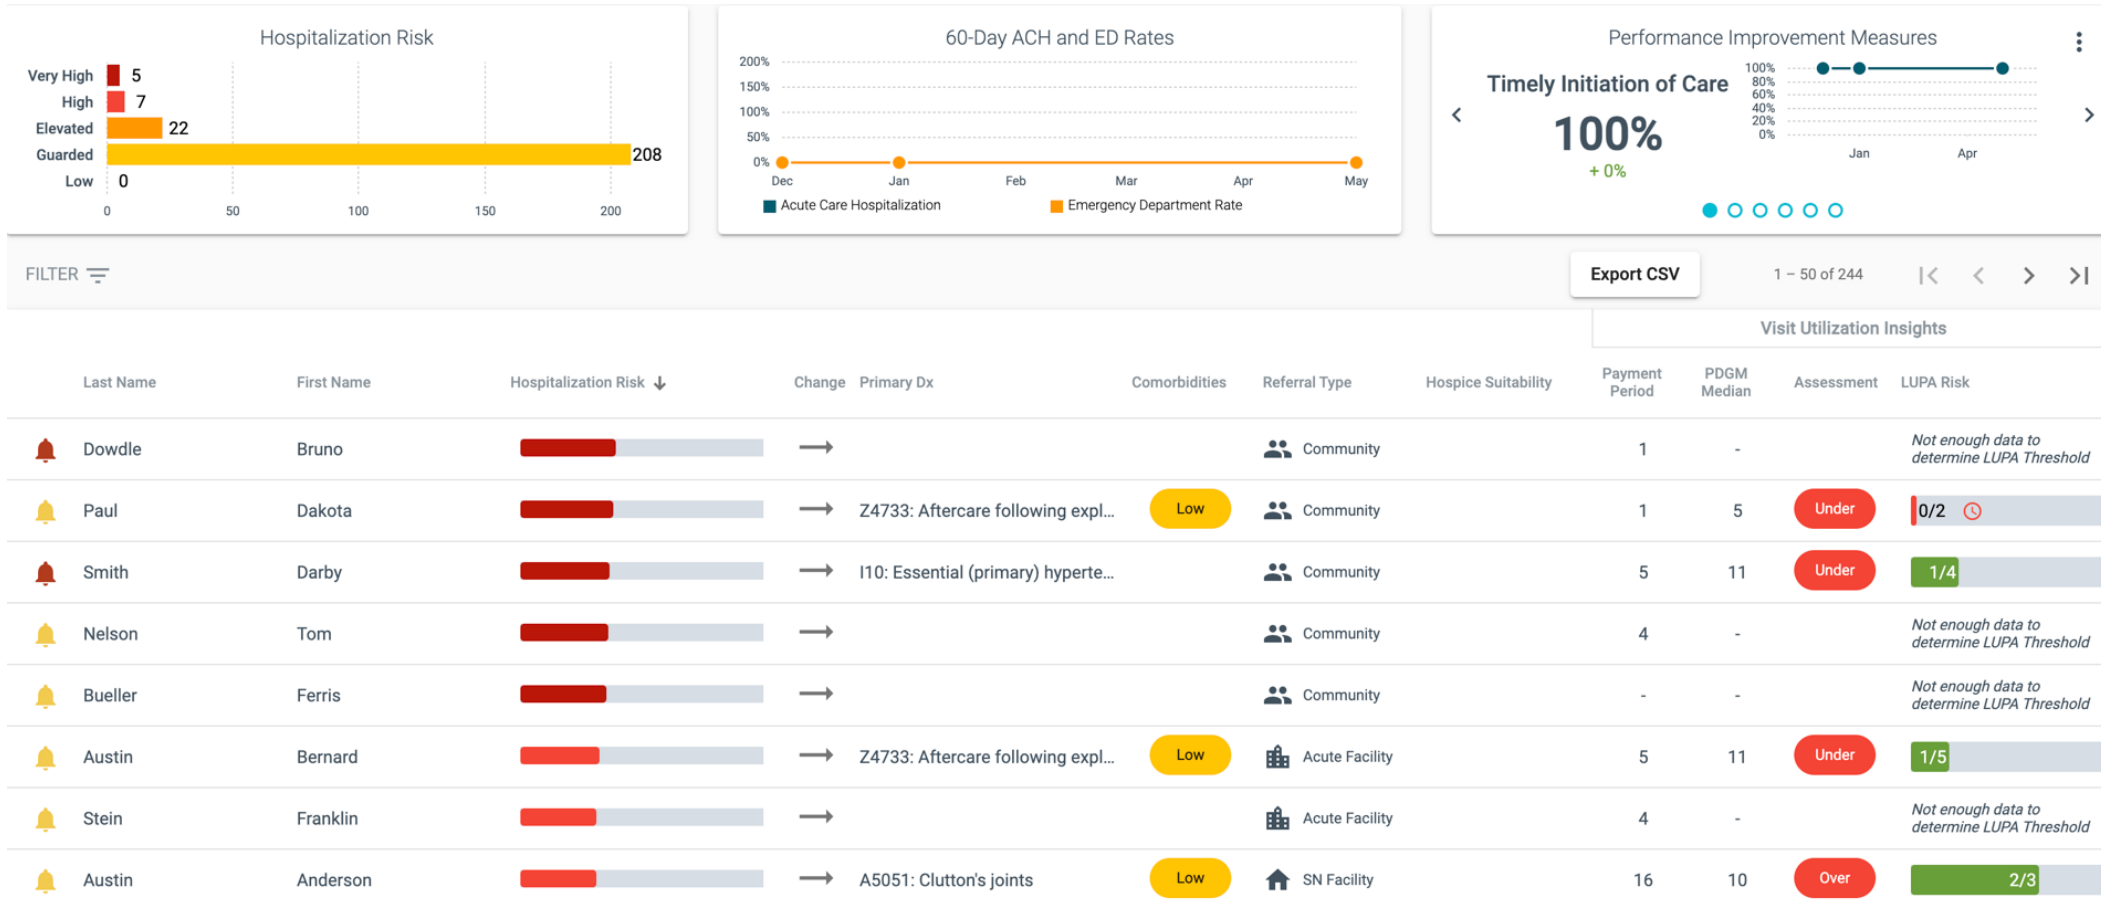 Hospitalization Risk
Very High 5
High 7
Elevated 22
Guarded 208
Low 0
0 50 100 150 200
60-Day ACH and ED Rates
200%
150%
100%
50%
0%
Dec Jan Feb Mar Apr May
Acute Care Hospitalization Emergency Department Rate
Performance Improvement Measures
Timely Initiation of Care
100%
+ 0%
100%
80%
60%
40%
20%
0%
Jan Apr
FILTER
Export CSV
1 – 50 of 244
Visit Utilization Insights
Last Name First Name Hospitalization Risk Change Primary Dx Comorbidities Referral Type Hospice Suitability Payment Period PDGM Median Assessment LUPA Risk
Dowdle Bruno Community 1 - Not enough data to determine LUPA Threshold
Paul Dakota Z4733: Aftercare following expl... Low Community 1 5 Under 0/2
Smith Darby I10: Essential (primary) hyperte... Community 5 11 Under 1/4
Nelson Tom Community 4 - Not enough data to determine LUPA Threshold
Bueller Ferris Community - - Not enough data to determine LUPA Threshold
Austin Bernard Z4733: Aftercare following expl... Low Acute Facility 5 11 Under 1/5
Stein Franklin Acute Facility 4 - Not enough data to determine LUPA Threshold
Austin Anderson A5051: Clutton's joints Low SN Facility 16 10 Over 2/3